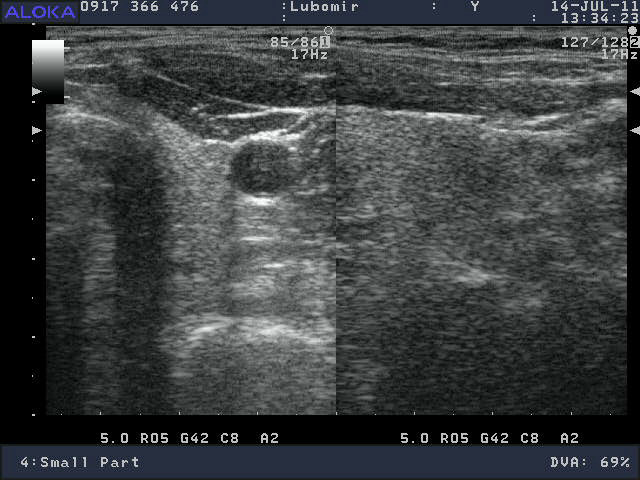 ALOKA 0917 366 476 :Lubomir : Y 14-JUL-11
: : 13:34:23
85/86 127/128
17Hz 17Hz
5.0 R05 G42 C8 A2 5.0 R05 G42 C8 A2
4:Small Part DVA: 69%